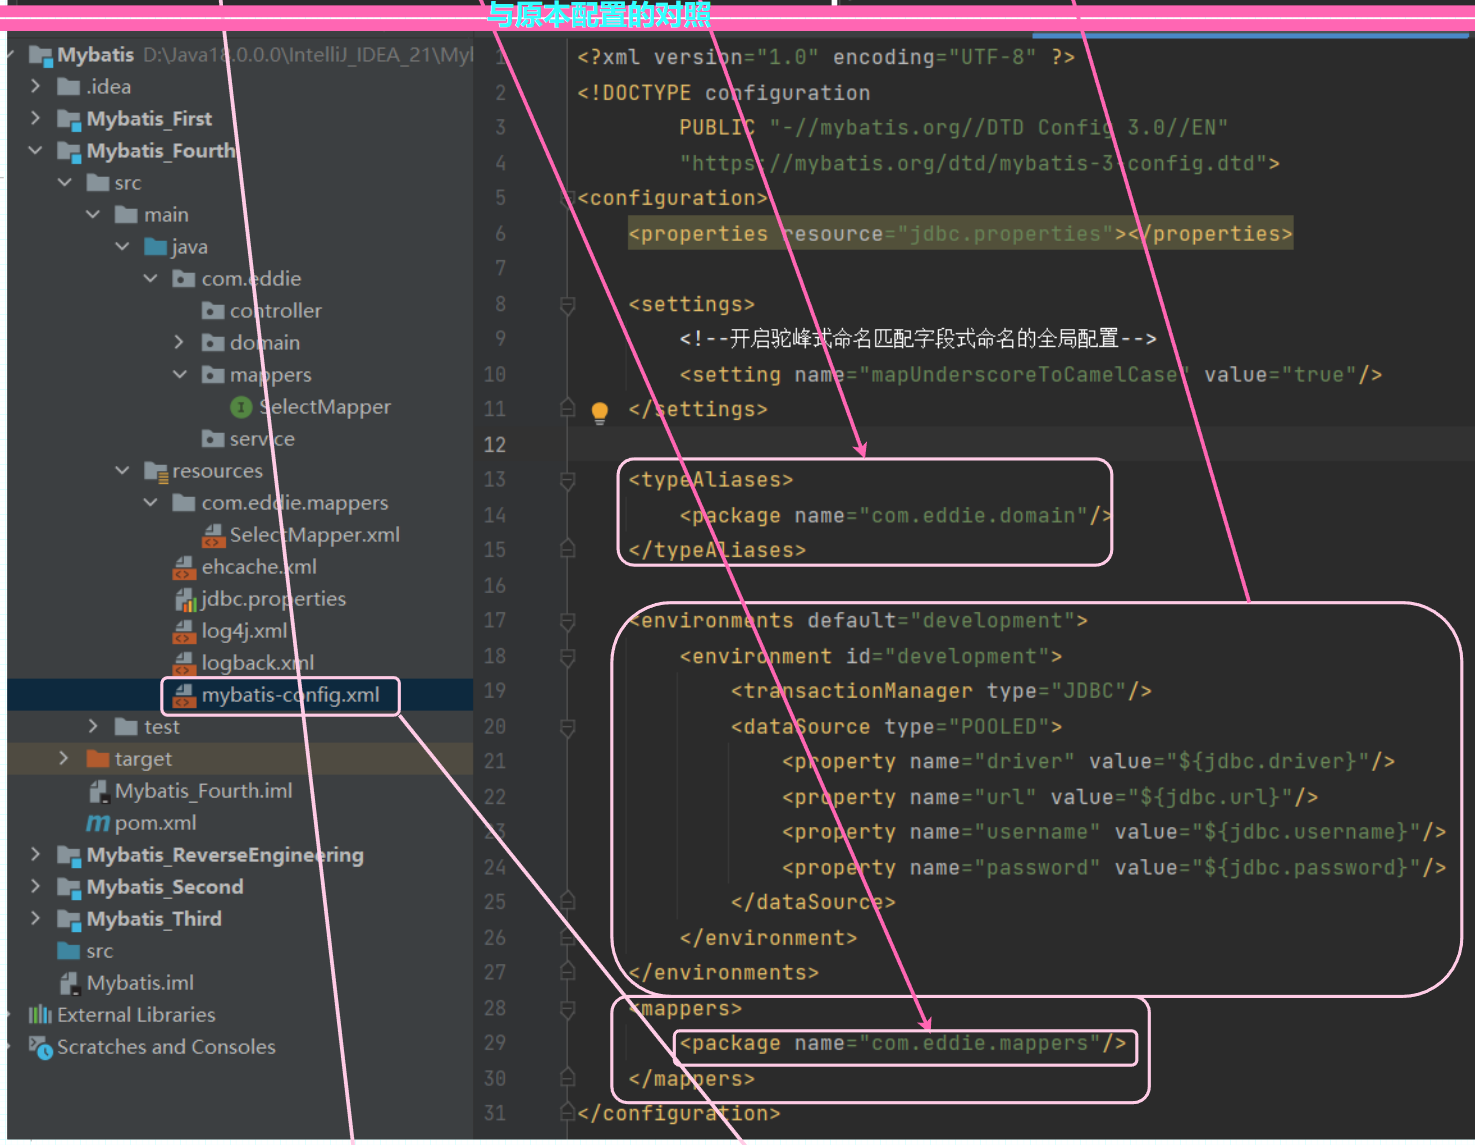 与原本配置的对照
Mybatis D:\Java18.0.0.0\IntelliJ_IDEA_21\Myl
.idea
Mybatis_First
Mybatis_Fourth
src
main
java
com.eddie
controller
domain
mappers
SelectMapper
service
resources
com.eddie.mappers
SelectMapper.xml
ehcache.xml
jdbc.properties
log4j.xml
logback.xml
mybatis-config.xml
test
target
Mybatis_Fourth.iml
pom.xml
Mybatis_ReverseEngineering
Mybatis_Second
Mybatis_Third
src
Mybatis.iml
External Libraries
Scratches and Consoles
1 <?xml version="1.0" encoding="UTF-8" ?>
2 <!DOCTYPE configuration
3 PUBLIC "-//mybatis.org//DTD Config 3.0//EN"
4 "https://mybatis.org/dtd/mybatis-3-config.dtd">
5 <configuration>
6 <properties resource="jdbc.properties"></properties>
7
8 <settings>
9 <!--开启驼峰式命名匹配字段式命名的全局配置-->
10 <setting name="mapUnderscoreToCamelCase" value="true"/>
11 </settings>
12
13 <typeAliases>
14 <package name="com.eddie.domain"/>
15 </typeAliases>
16
17 <environments default="development">
18 <environment id="development">
19 <transactionManager type="JDBC"/>
20 <dataSource type="POOLED">
21 <property name="driver" value="${jdbc.driver}"/>
22 <property name="url" value="${jdbc.url}"/>
23 <property name="username" value="${jdbc.username}"/>
24 <property name="password" value="${jdbc.password}"/>
25 </dataSource>
26 </environment>
27 </environments>
28 <mappers>
29 <package name="com.eddie.mappers"/>
30 </mappers>
31 </configuration>